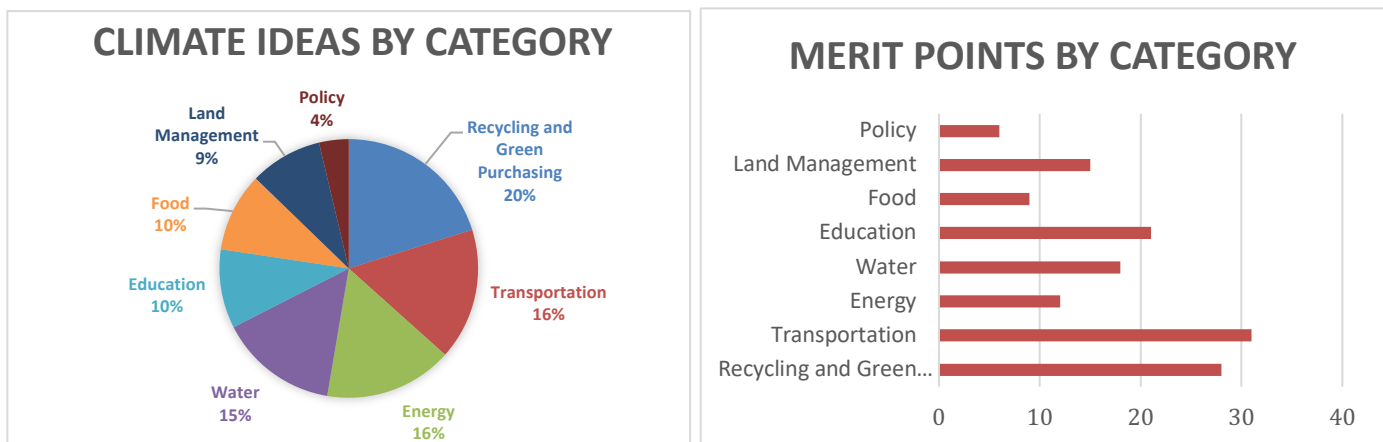 CLIMATE IDEAS BY CATEGORY
Policy
4%
Land
Management
9%
Recycling and
Green
Purchasing
20%
Food
10%
Education
10%
Transportation
16%
Water
15%
Energy
16%
MERIT POINTS BY CATEGORY
Policy
Land Management
Food
Education
Water
Energy
Transportation
Recycling and Green...
0 10 20 30 40